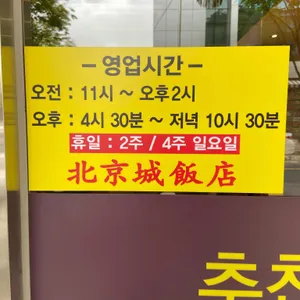 – 영업시간 –
오전 : 11시 ~ 오후2시
오후 : 4시 30분 ~ 저녁 10시 30분
휴일 : 2주 / 4주 일요일
北京城飯店
추천